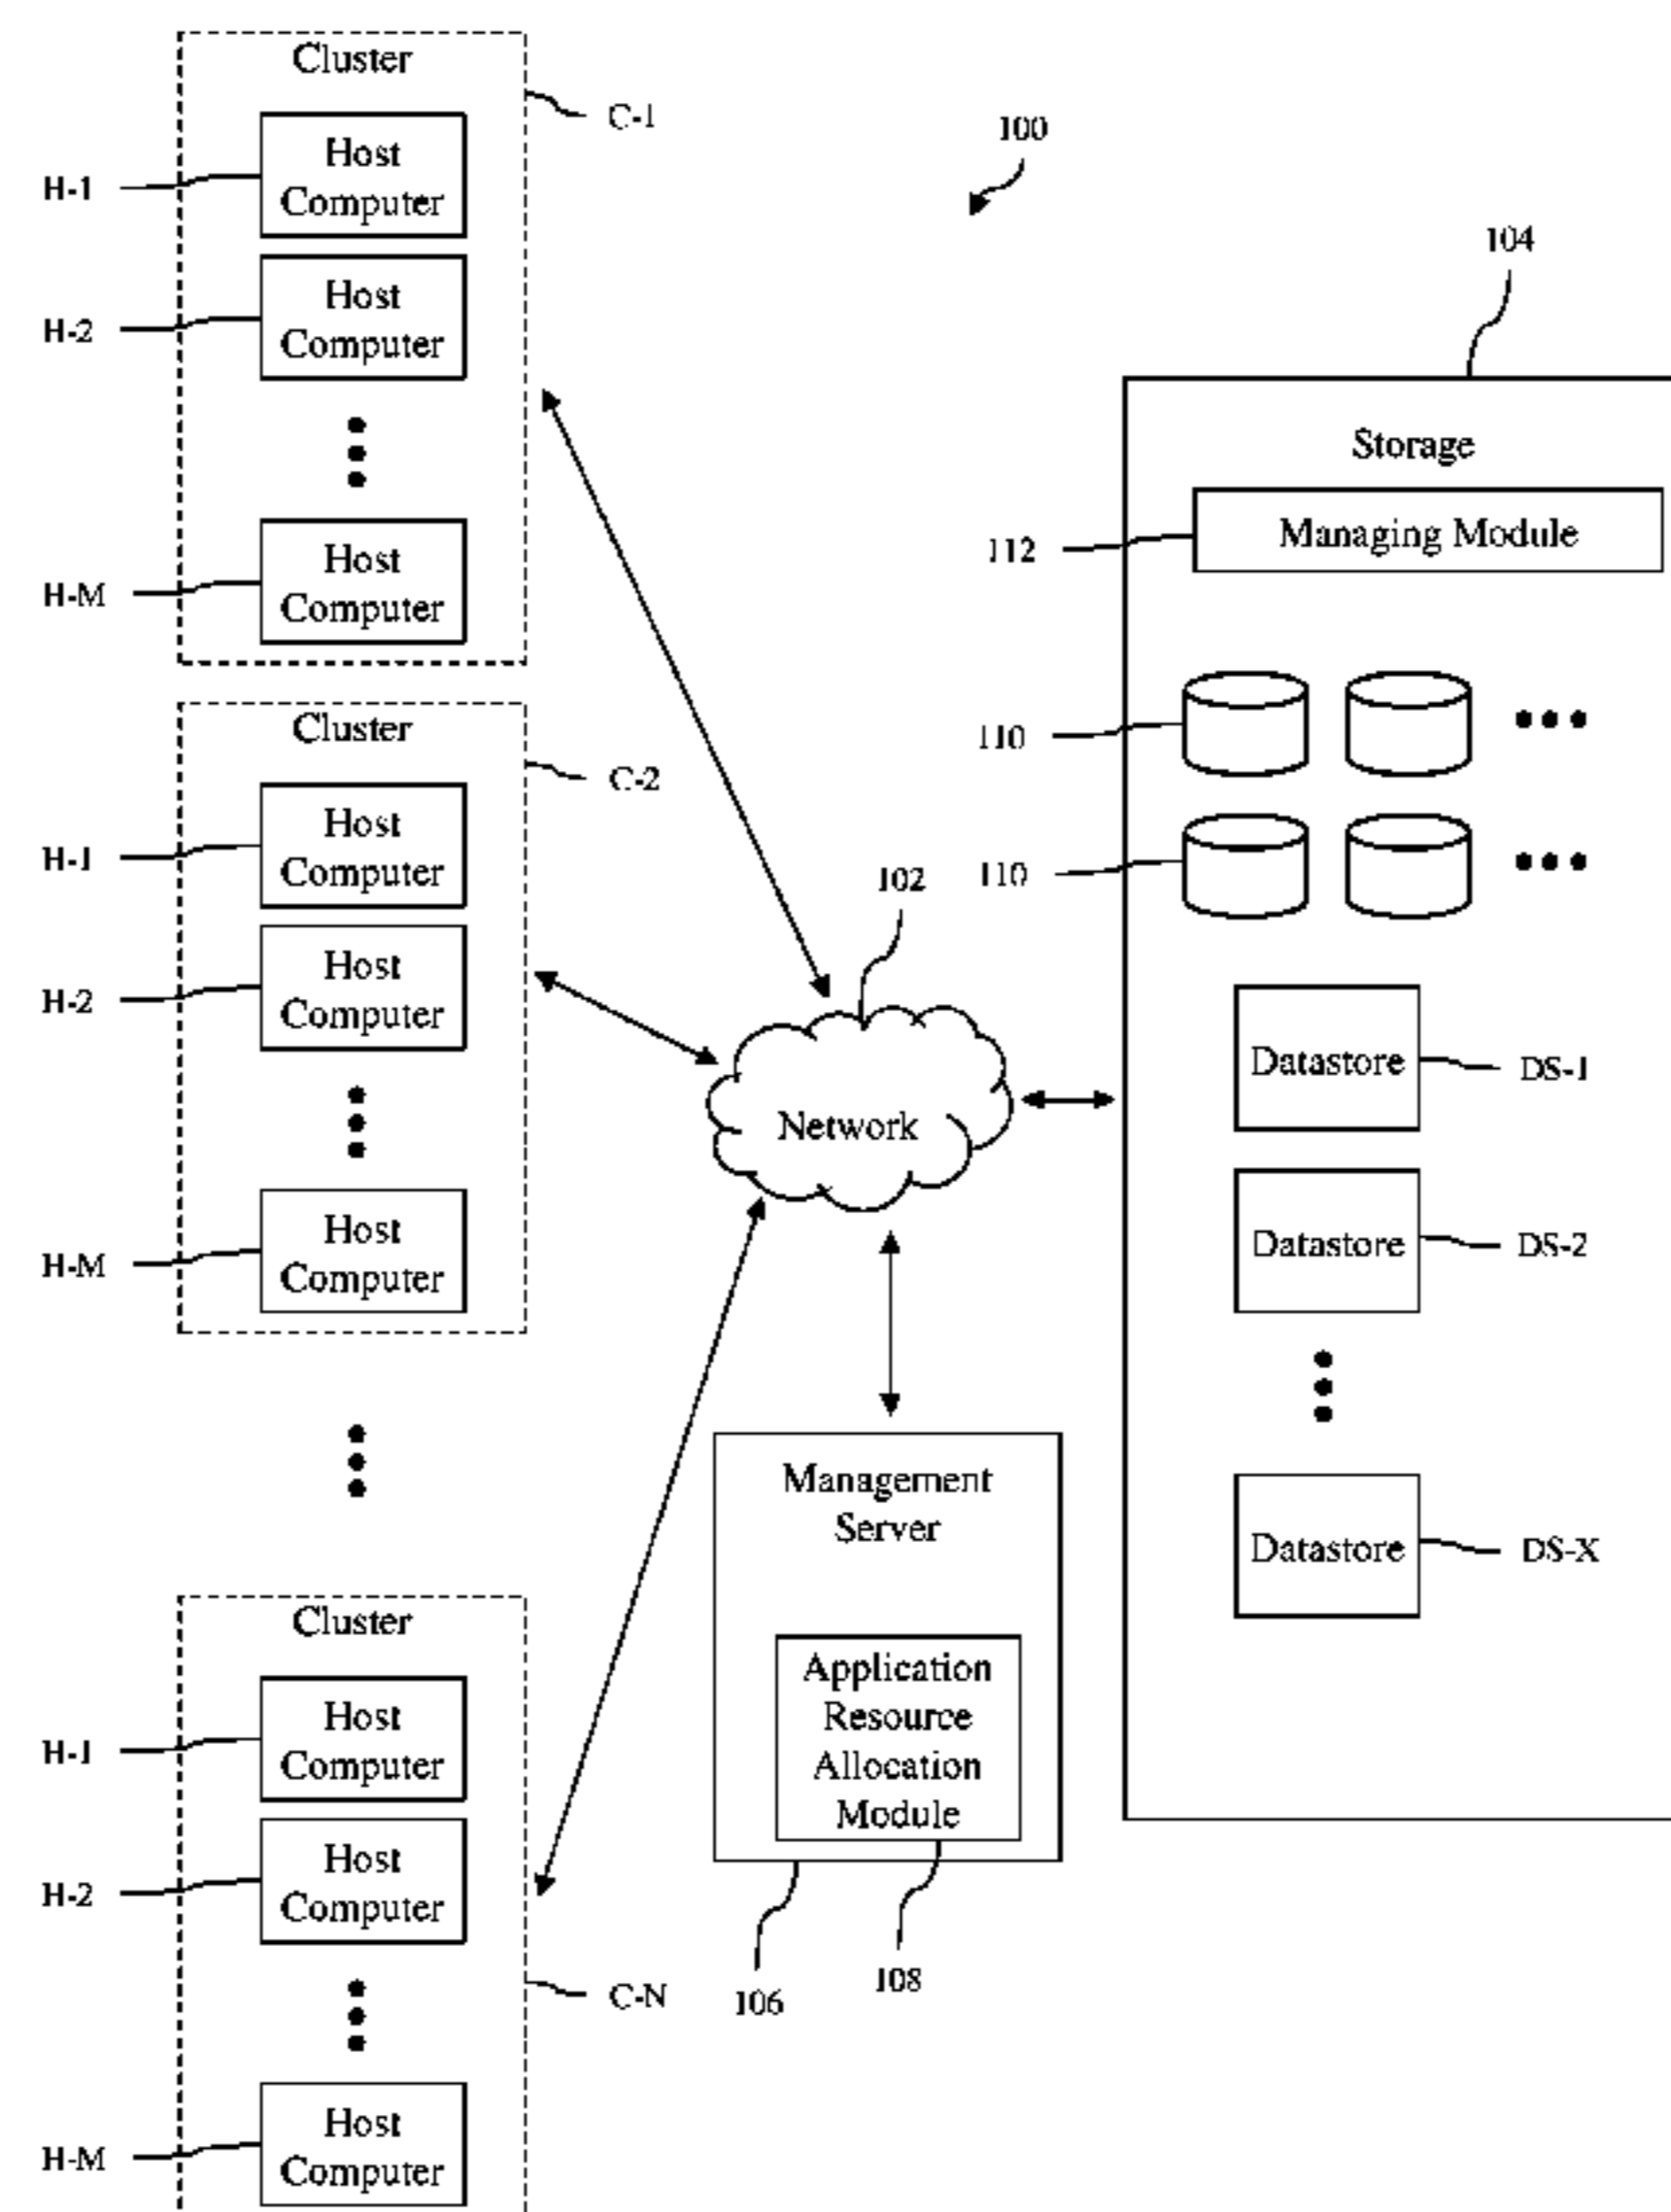 Cluster
C-1
Host
Computer
H-1
Host
Computer
H-2
Host
Computer
H-M
Cluster
C-2
Host
Computer
H-1
Host
Computer
H-2
Host
Computer
H-M
Cluster
Host
Computer
H-1
Host
Computer
H-2
C-N
Host
Computer
H-M
100
102
Network
Management
Server
Application
Resource
Allocation
Module
106
108
104
Storage
Managing Module
112
110
110
Datastore
DS-1
Datastore
DS-2
Datastore
DS-X